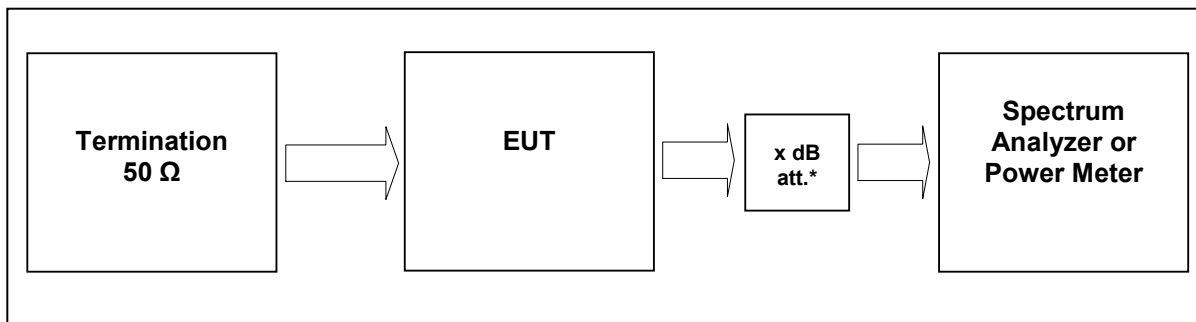 Termination
50 Ω
EUT
x dB
att.*
Spectrum
Analyzer or
Power Meter